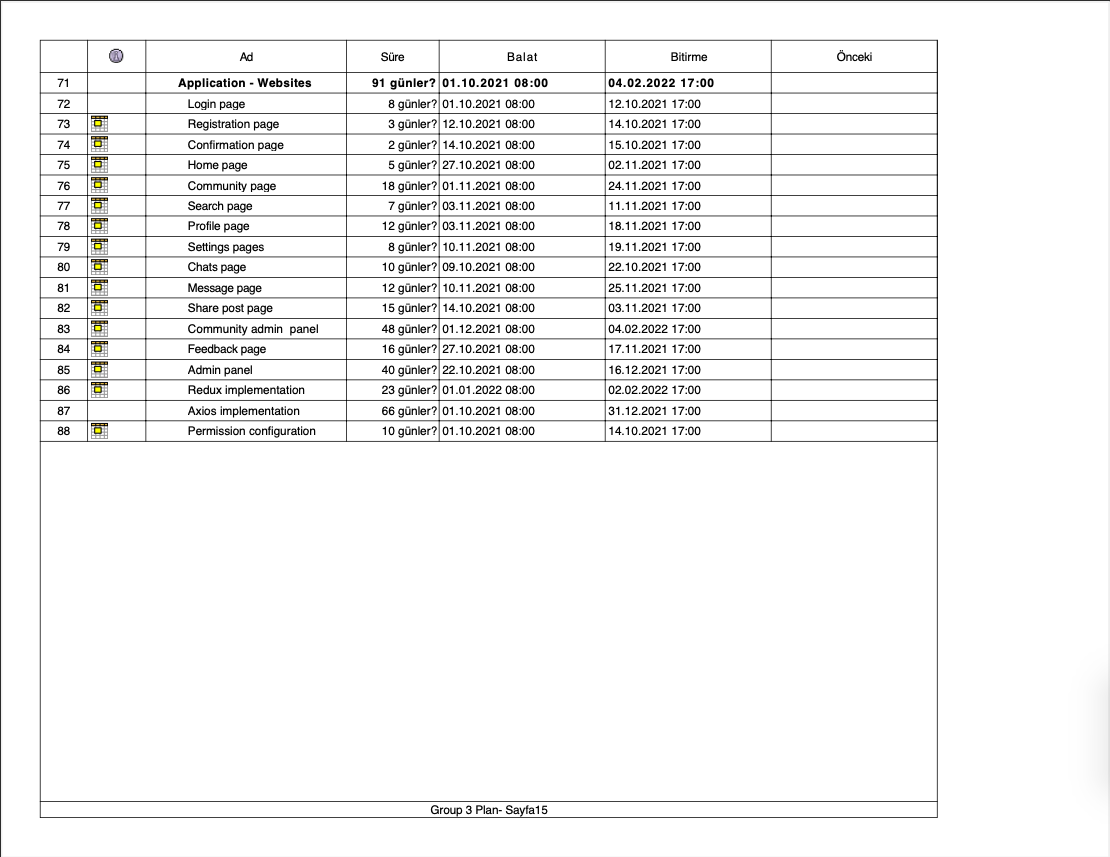 Ad Süre Balat Bitirme Önceki
71 Application - Websites 91 günler? 01.10.2021 08:00 04.02.2022 17:00
72 Login page 8 günler? 01.10.2021 08:00 12.10.2021 17:00
73 Registration page 3 günler? 12.10.2021 08:00 14.10.2021 17:00
74 Confirmation page 2 günler? 14.10.2021 08:00 15.10.2021 17:00
75 Home page 5 günler? 27.10.2021 08:00 02.11.2021 17:00
76 Community page 18 günler? 01.11.2021 08:00 24.11.2021 17:00
77 Search page 7 günler? 03.11.2021 08:00 11.11.2021 17:00
78 Profile page 12 günler? 03.11.2021 08:00 18.11.2021 17:00
79 Settings pages 8 günler? 10.11.2021 08:00 19.11.2021 17:00
80 Chats page 10 günler? 09.10.2021 08:00 22.10.2021 17:00
81 Message page 12 günler? 10.11.2021 08:00 25.11.2021 17:00
82 Share post page 15 günler? 14.10.2021 08:00 03.11.2021 17:00
83 Community admin panel 48 günler? 01.12.2021 08:00 04.02.2022 17:00
84 Feedback page 16 günler? 27.10.2021 08:00 17.11.2021 17:00
85 Admin panel 40 günler? 22.10.2021 08:00 16.12.2021 17:00
86 Redux implementation 23 günler? 01.01.2022 08:00 02.02.2022 17:00
87 Axios implementation 66 günler? 01.10.2021 08:00 31.12.2021 17:00
88 Permission configuration 10 günler? 01.10.2021 08:00 14.10.2021 17:00
Group 3 Plan- Sayfa15